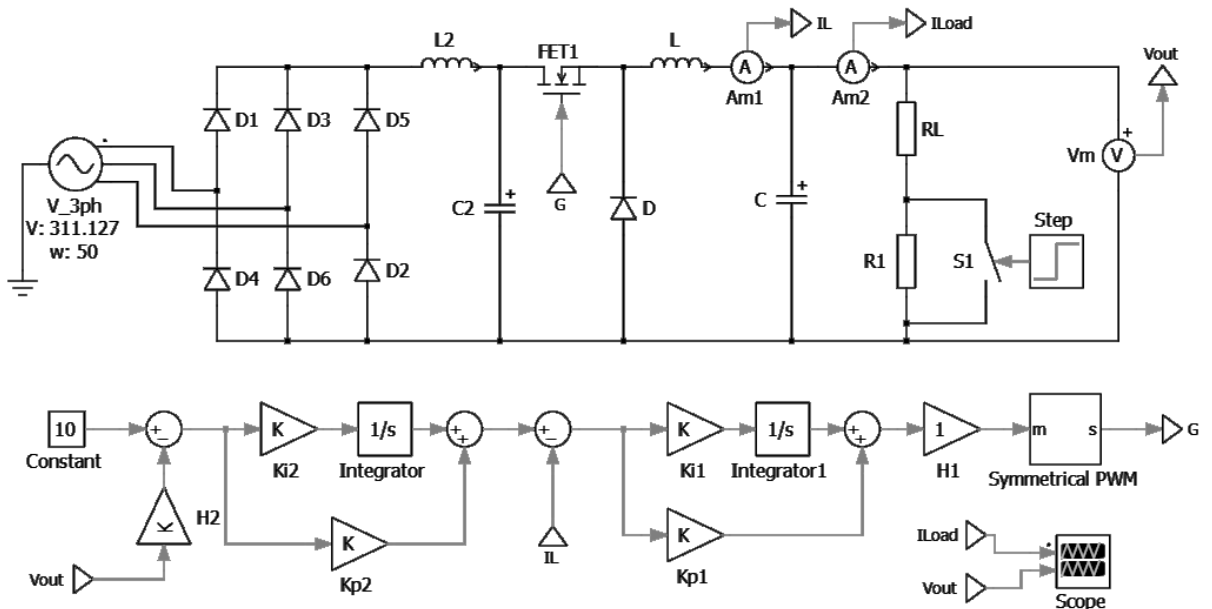 IL
ILoad
L2
FET1
L
A
A
Vout
Am1
Am2
+
D1
D3
D5
RL
Vm
V
V_3ph
V: 311.127
w: 50
G
C2
+
D
C
+
Step
R1
S1
D4
D6
D2
10
+
-
K
1/s
+
+
+
-
K
1/s
+
+
1
m
s
G
Constant
Ki2
Integrator
Ki1
Integrator1
H1
Symmetrical PWM
K
H2
K
IL
K
Kp2
Kp1
ILoad
Vout
Vout
Scope